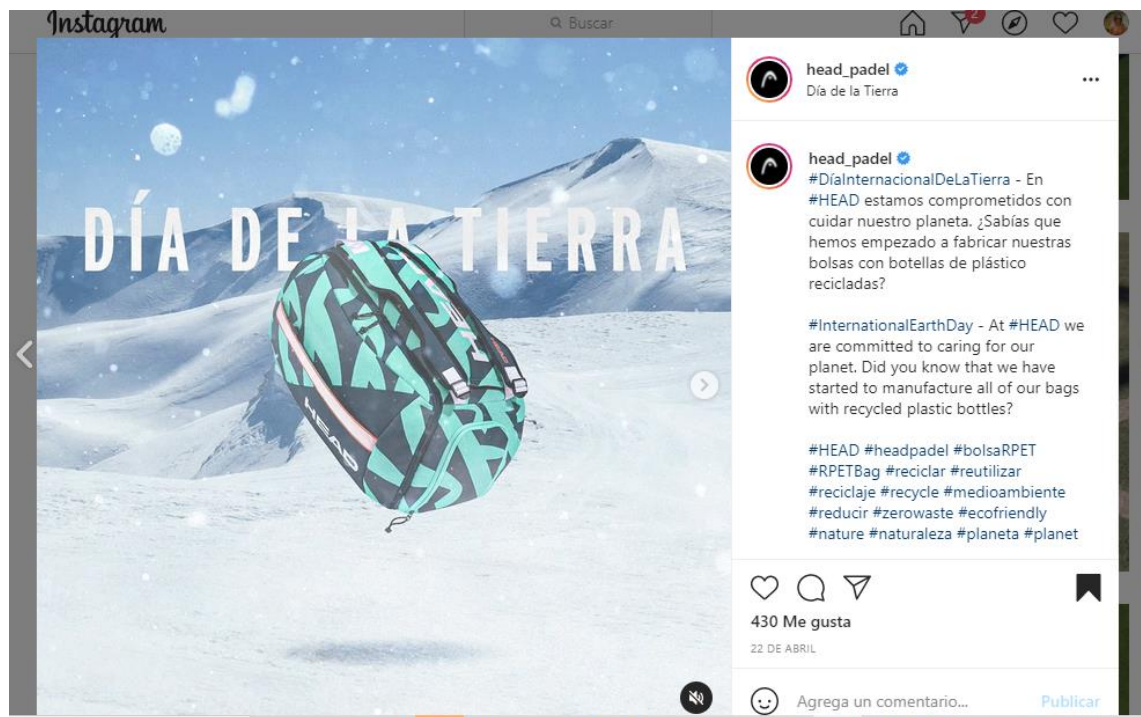 Instagram
Buscar
2
DÍA DE LA TIERRA
HEAD
HEAD
HEAD
head_padel
Día de la Tierra
head_padel
#DíaInternacionalDeLaTierra - En
#HEAD estamos comprometidos con
cuidar nuestro planeta. ¿Sabías que
hemos empezado a fabricar nuestras
bolsas con botellas de plástico
recicladas?
#InternationalEarthDay - At #HEAD we
are committed to caring for our
planet. Did you know that we have
started to manufacture all of our bags
with recycled plastic bottles?
#HEAD #headpadel #bolsaRPET
#RPETBag #reciclar #reutilizar
#reciclaje #recycle #medioambiente
#reducir #zerowaste #ecofriendly
#nature #naturaleza #planeta #planet
430 Me gusta
22 DE ABRIL
Agrega un comentario... Publicar